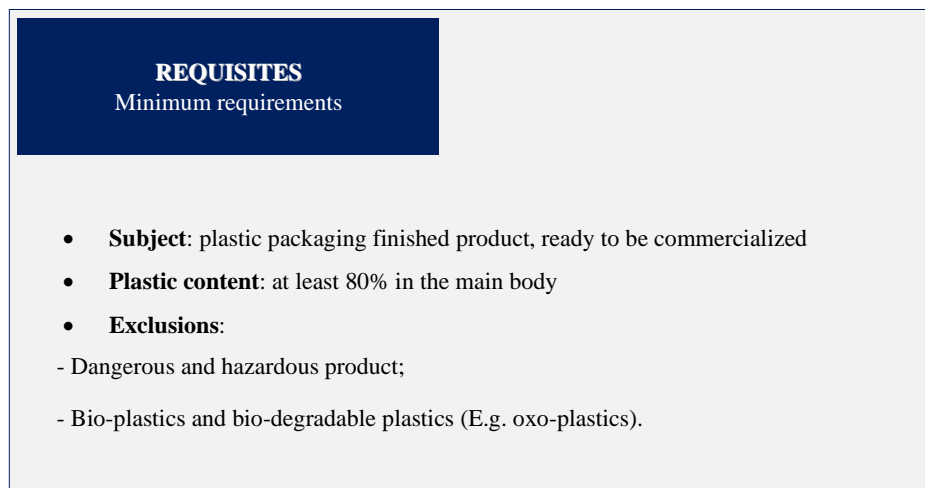 REQUISITES
Minimum requirements
• Subject: plastic packaging finished product, ready to be commercialized
• Plastic content: at least 80% in the main body
• Exclusions:
- Dangerous and hazardous product;
- Bio-plastics and bio-degradable plastics (E.g. oxo-plastics).